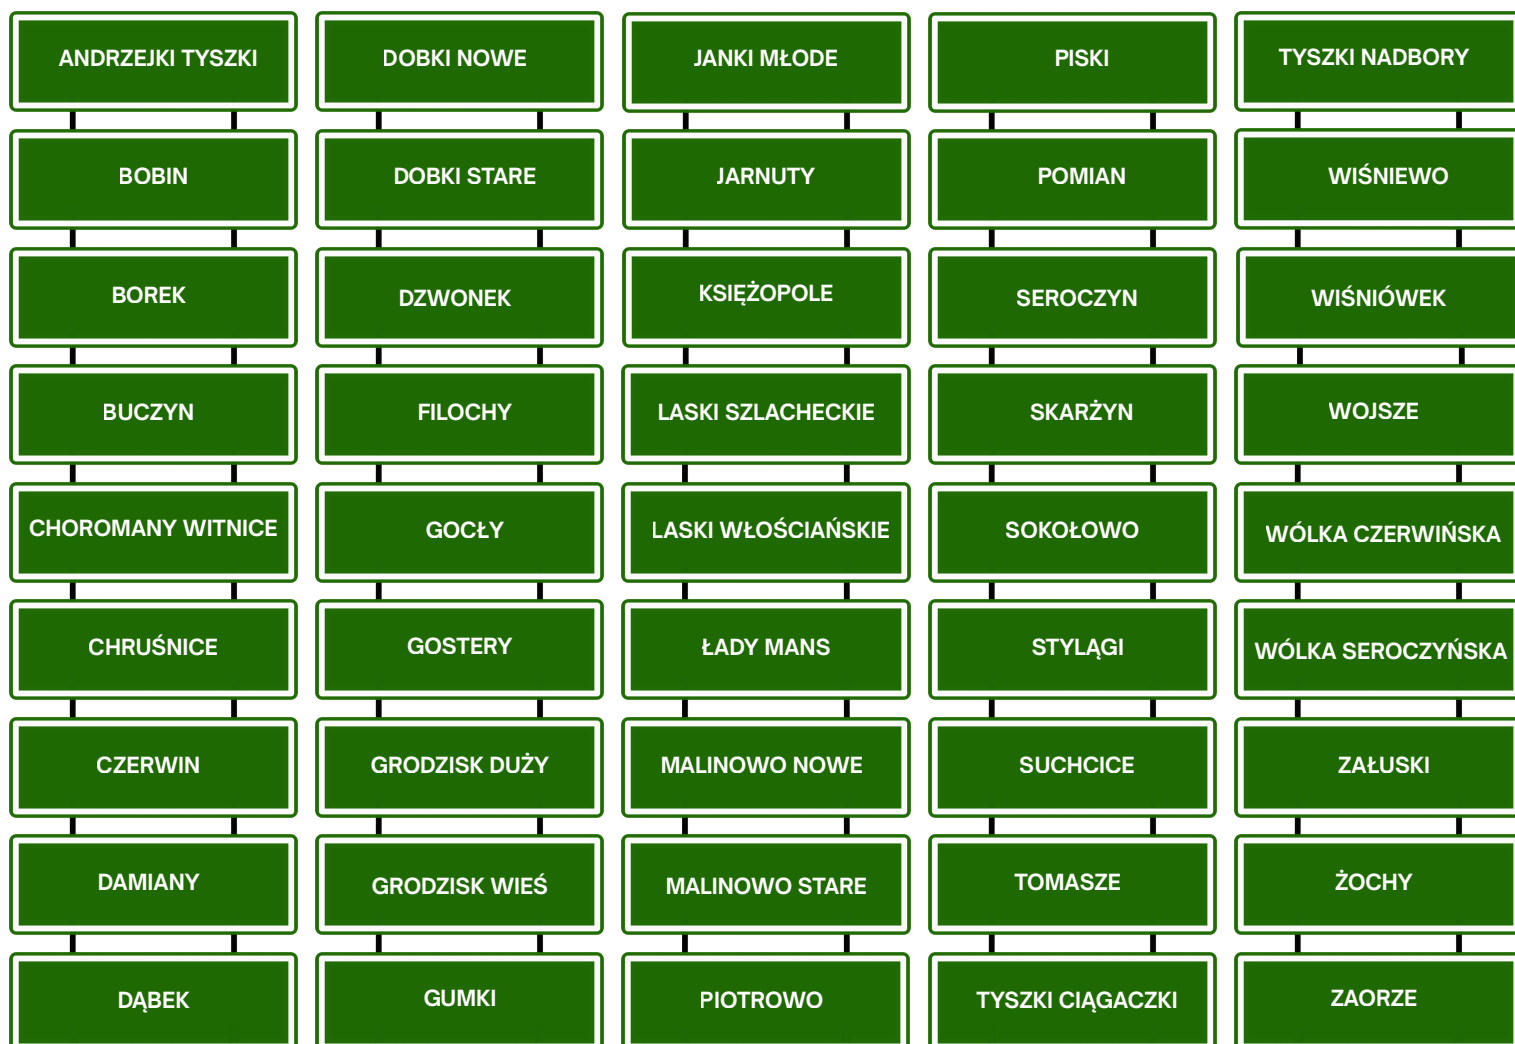 ANDRZEJKI TYSZKI
BOBIN
BOREK
BUCZYN
CHOROMANY WITNICE
CHRUŚNICE
CZERWIN
DAMIANY
DĄBEK
DOBKI NOWE
DOBKI STARE
DZWONEK
FILOCHY
GOCŁY
GOSTERY
GRODZISK DUŻY
GRODZISK WIEŚ
GUMKI
JANKI MŁODE
JARNUTY
KSIĘŻOPOLE
LASKI SZLACHECKIE
LASKI WŁOŚCIAŃSKIE
ŁADY MANS
MALINOWO NOWE
MALINOWO STARE
PIOTROWO
PISKI
POMIAN
SEROCZYN
SKARŻYN
SOKOŁOWO
STYLĄGI
SUCHCICE
TOMASZE
TYSZKI CIĄGACZKI
TYSZKI NADBORY
WIŚNIEWO
WIŚNIÓWEK
WOJSZE
WÓLKA CZERWIŃSKA
WÓLKA SEROCZYŃSKA
ZAŁUSKI
ŻOCHY
ZAORZE